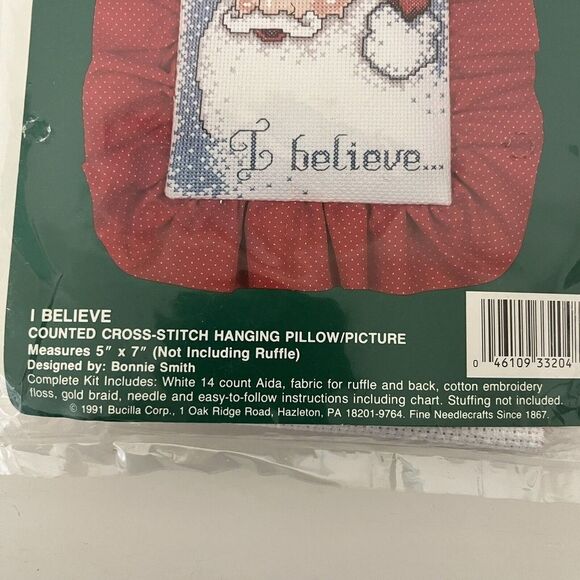 I believe...
I BELIEVE
COUNTED CROSS-STITCH HANGING PILLOW/PICTURE
Measures 5" x 7" (Not Including Ruffle)
Designed by: Bonnie Smith
Complete Kit Includes: White 14 count Aida, fabric for ruffle and back, cotton embroidery
floss, gold braid, needle and easy-to-follow instructions including chart. Stuffing not included.
© 1991 Bucilla Corp., 1 Oak Ridge Road, Hazleton, PA 18201-9764. Fine Needlecrafts Since 1867.
0 46109 33204